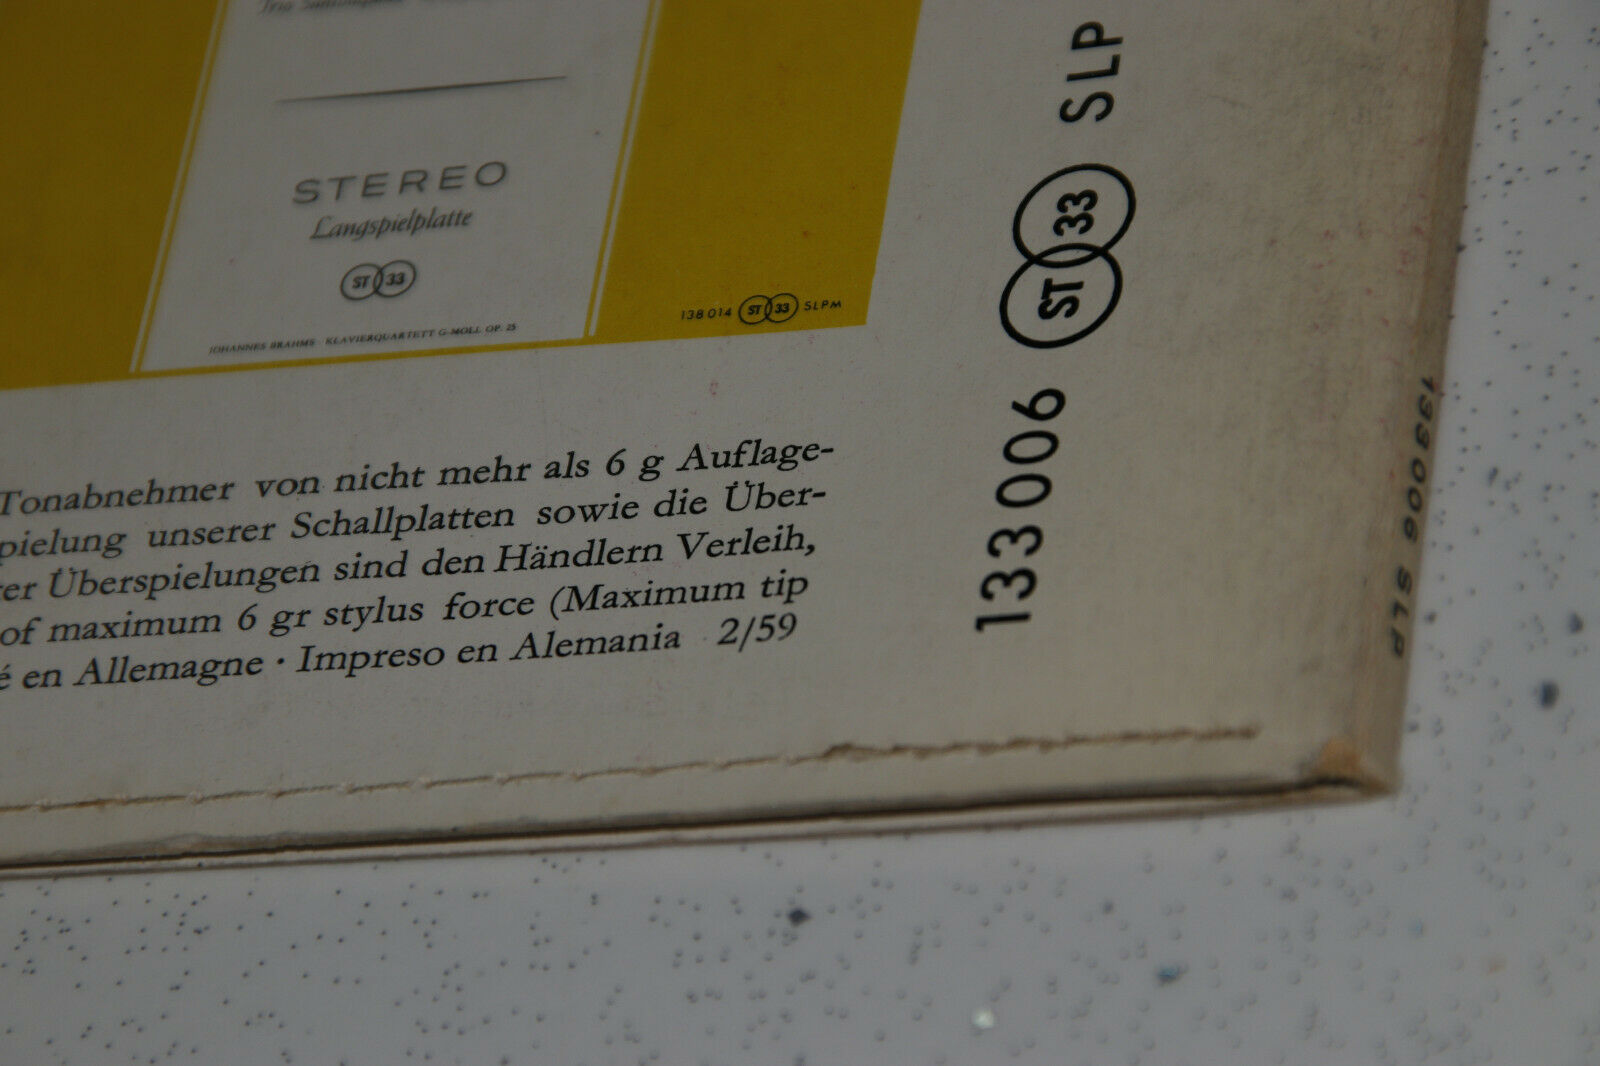 Trio
STEREO
Langspielplatte
ST 33
JOHANNES BRAHMS · KLAVIERQUARTETT G-MOLL OP. 25
138 014 ST 33 SLPM
Tonabnehmer von nicht mehr als 6 g Auflage-
pielung unserer Schallplatten sowie die Über-
rer Überspielungen sind den Händlern Verleih,
of maximum 6 gr stylus force (Maximum tip
é en Allemagne · Impreso en Alemania 2/59
133 006 ST 33 SLP
133 006 SLP